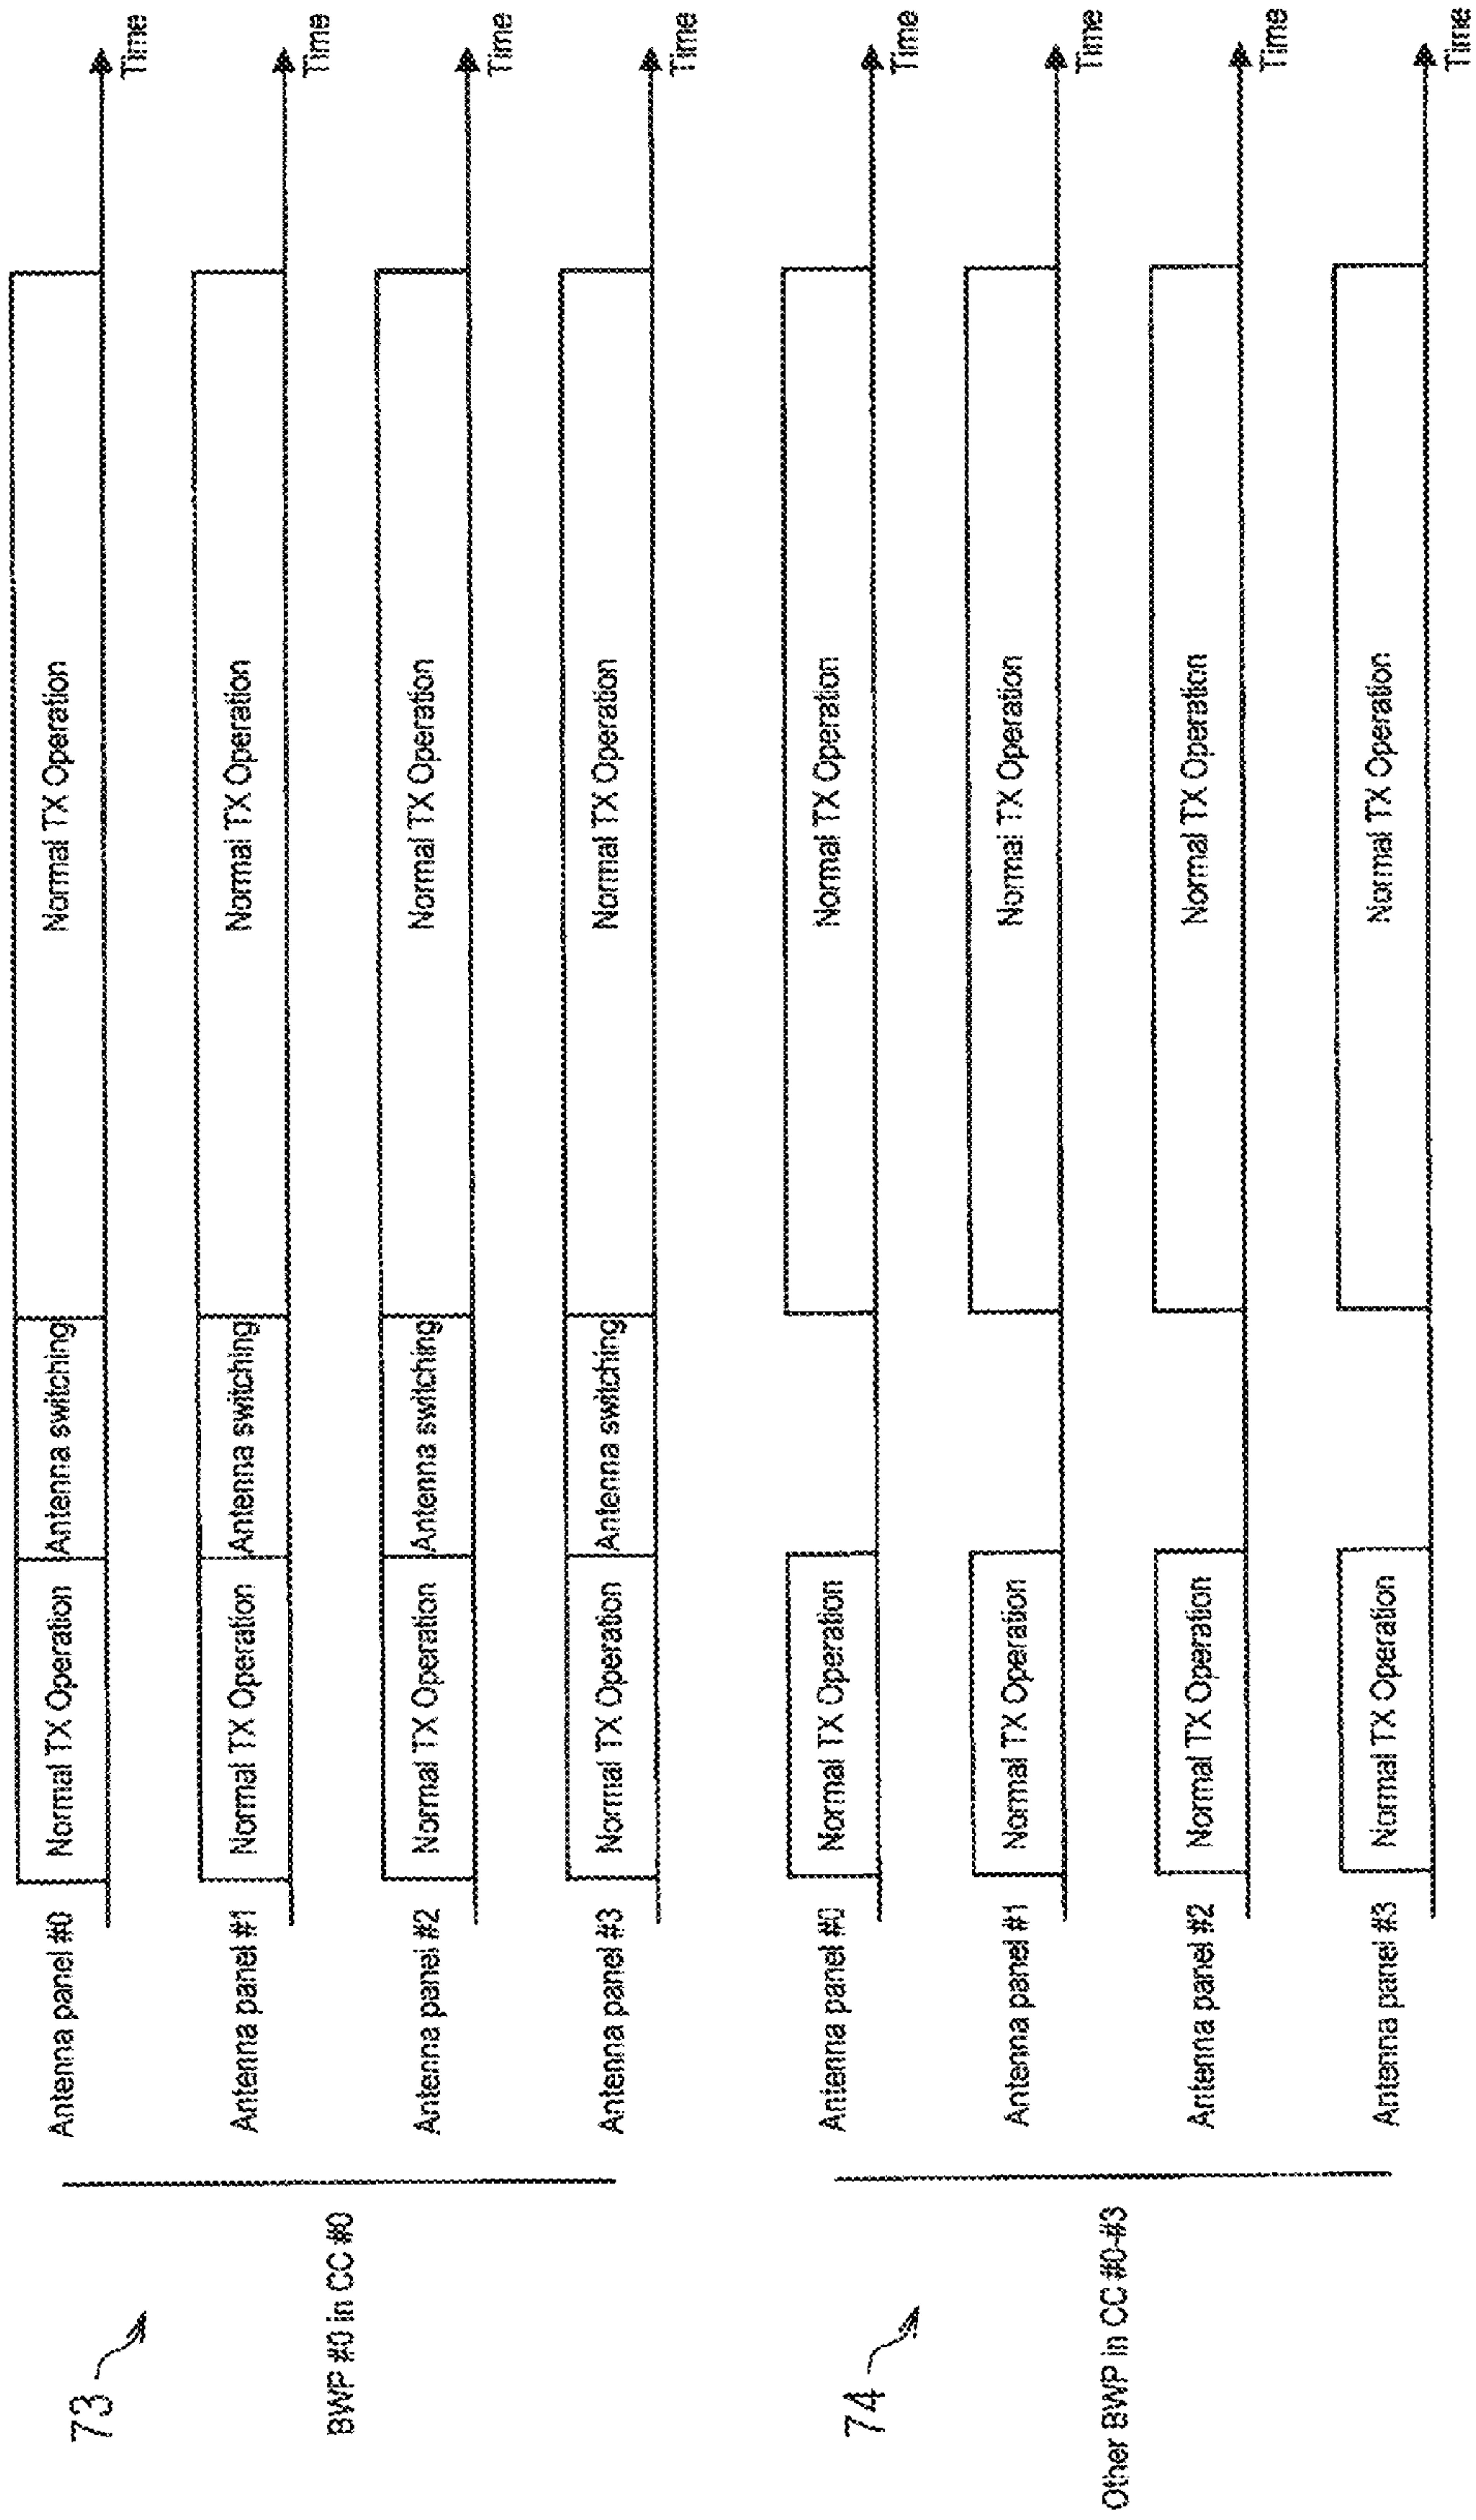 73
BWP #0 in CC #0
Antenna panel #0
Normal TX Operation
Antenna switching
Normal TX Operation
Time
Antenna panel #1
Normal TX Operation
Antenna switching
Normal TX Operation
Time
Antenna panel #2
Normal TX Operation
Antenna switching
Normal TX Operation
Time
Antenna panel #3
Normal TX Operation
Antenna switching
Normal TX Operation
Time
74
Other BWP in CC #0-#3
Antenna panel #0
Normal TX Operation
Normal TX Operation
Time
Antenna panel #1
Normal TX Operation
Normal TX Operation
Time
Antenna panel #2
Normal TX Operation
Normal TX Operation
Time
Antenna panel #3
Normal TX Operation
Normal TX Operation
Time